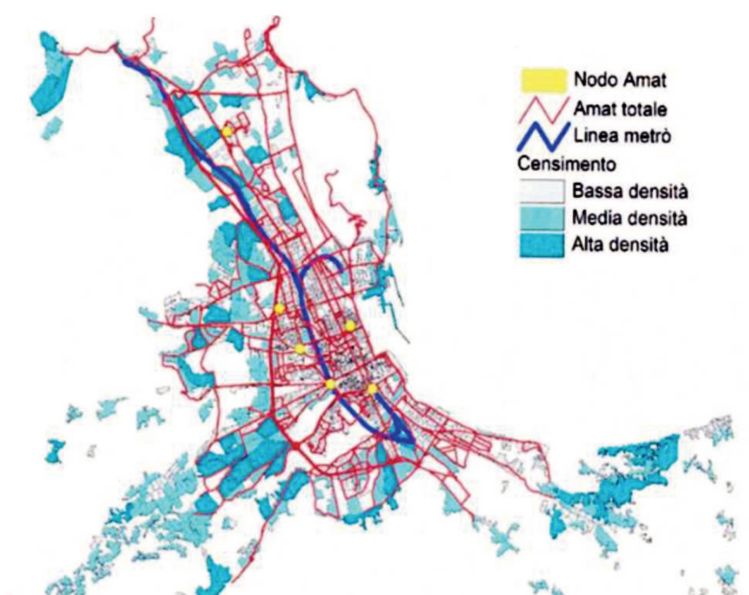 Nodo Amat
Amat totale
Linea metrò
Censimento
Bassa densità
Media densità
Alta densità